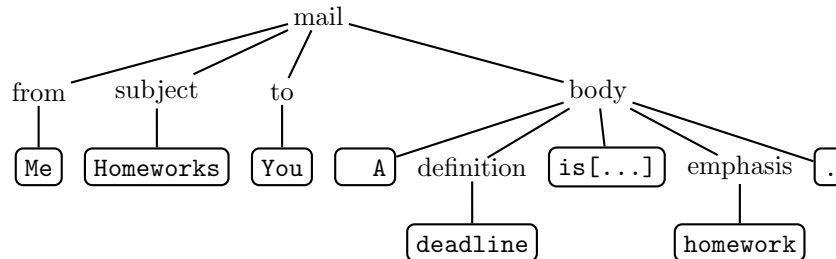 mail
from subject to body
Me Homeworks You A definition is[...] emphasis .
deadline homework